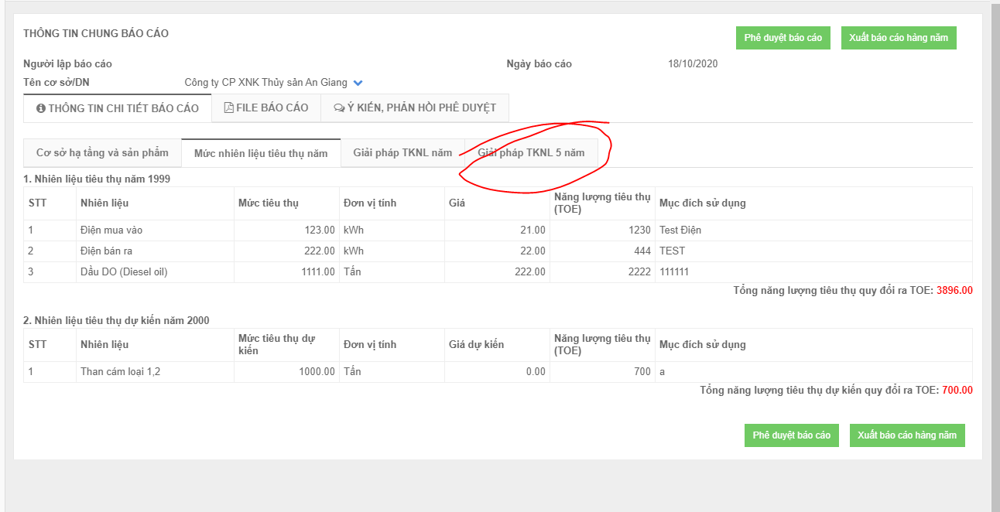 THÔNG TIN CHUNG BÁO CÁO
Phê duyệt báo cáo Xuất báo cáo hàng năm
Người lập báo cáo Ngày báo cáo 18/10/2020
Tên cơ sở/DN Công ty CP XNK Thủy sản An Giang
THÔNG TIN CHI TIẾT BÁO CÁO FILE BÁO CÁO Ý KIẾN, PHẢN HỒI PHÊ DUYỆT
Cơ sở hạ tầng và sản phẩm Mức nhiên liệu tiêu thụ năm Giải pháp TKNL năm Giải pháp TKNL 5 năm
1. Nhiên liệu tiêu thụ năm 1999
STT Nhiên liệu Mức tiêu thụ Đơn vị tính Giá Năng lượng tiêu thụ (TOE) Mục đích sử dụng
1 Điện mua vào 123.00 kWh 21.00 1230 Test Điện
2 Điện bán ra 222.00 kWh 22.00 444 TEST
3 Dầu DO (Diesel oil) 1111.00 Tấn 222.00 2222 111111
Tổng năng lượng tiêu thụ quy đổi ra TOE: 3896.00
2. Nhiên liệu tiêu thụ dự kiến năm 2000
STT Nhiên liệu Mức tiêu thụ dự kiến Đơn vị tính Giá dự kiến Năng lượng tiêu thụ (TOE) Mục đích sử dụng
1 Than cám loại 1,2 1000.00 Tấn 0.00 700 a
Tổng năng lượng tiêu thụ dự kiến quy đổi ra TOE: 700.00
Phê duyệt báo cáo Xuất báo cáo hàng năm